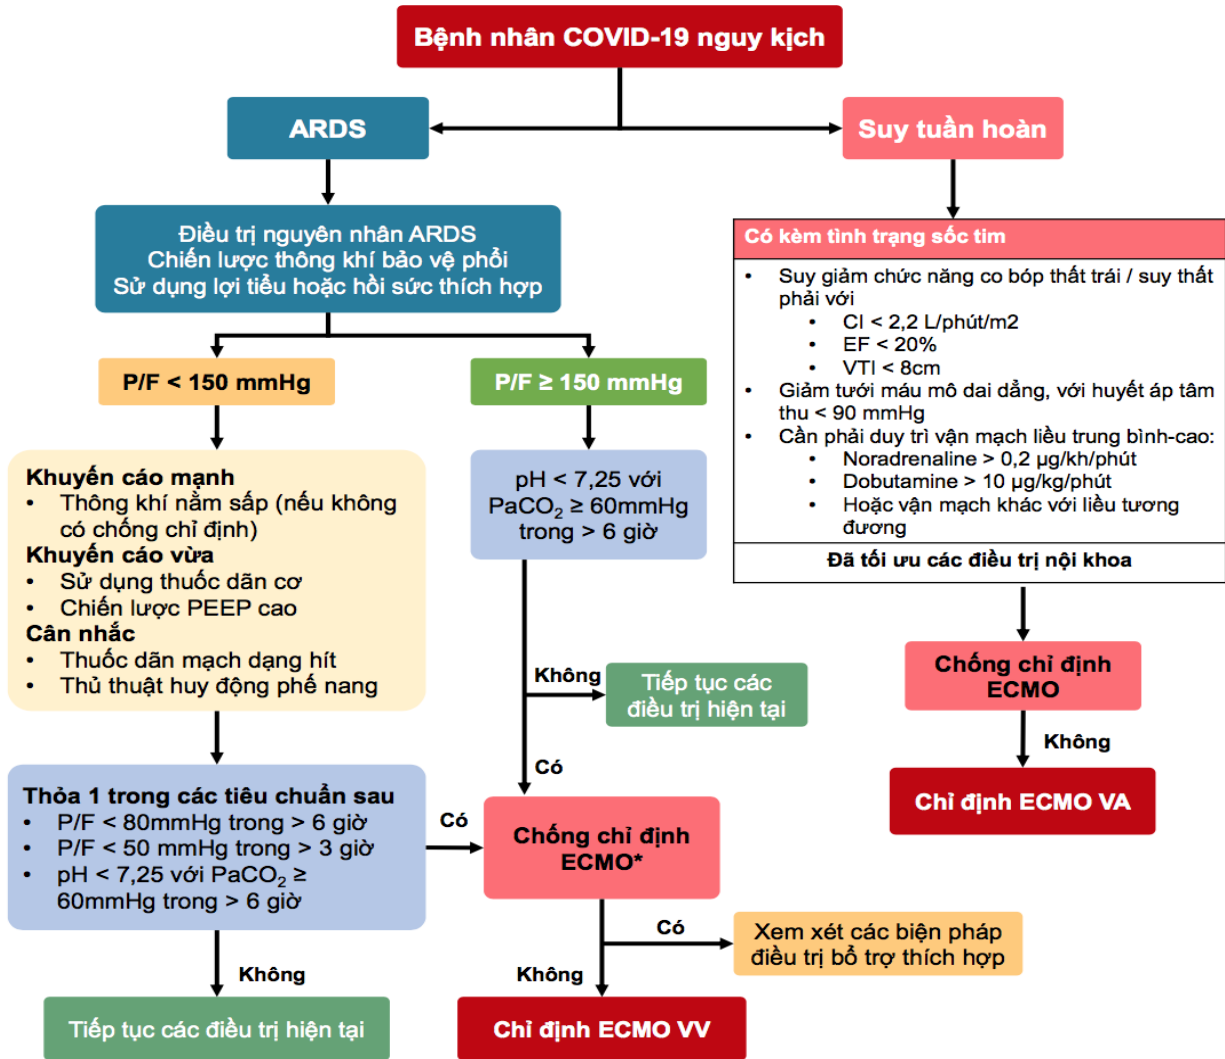 Bệnh nhân COVID-19 nguy kịch
ARDS
Suy tuần hoàn
Điều trị nguyên nhân ARDS
Chiến lược thông khí bảo vệ phổi
Sử dụng lợi tiểu hoặc hồi sức thích hợp
P/F < 150 mmHg
P/F ≥ 150 mmHg
Khuyến cáo mạnh
• Thông khí nằm sấp (nếu không
có chống chỉ định)
Khuyến cáo vừa
• Sử dụng thuốc dãn cơ
• Chiến lược PEEP cao
Cân nhắc
• Thuốc dãn mạch dạng hít
• Thủ thuật huy động phế nang
pH < 7,25 với
PaCO₂ ≥ 60mmHg
trong > 6 giờ
Không
Tiếp tục các
điều trị hiện tại
Có
Thỏa 1 trong các tiêu chuẩn sau
• P/F < 80mmHg trong > 6 giờ
• P/F < 50 mmHg trong > 3 giờ
• pH < 7,25 với PaCO₂ ≥
60mmHg trong > 6 giờ
Có
Chống chỉ định
ECMO*
Không
Tiếp tục các điều trị hiện tại
Có
Xem xét các biện pháp
điều trị bổ trợ thích hợp
Không
Chỉ định ECMO VV
Có kèm tình trạng sốc tim
• Suy giảm chức năng co bóp thất trái / suy thất
phải với
• CI < 2,2 L/phút/m2
• EF < 20%
• VTI < 8cm
• Giảm tưới máu mô dai dẳng, với huyết áp tâm
thu < 90 mmHg
• Cần phải duy trì vận mạch liều trung bình-cao:
• Noradrenaline > 0,2 µg/kh/phút
• Dobutamine > 10 µg/kg/phút
• Hoặc vận mạch khác với liều tương
đương
Đã tối ưu các điều trị nội khoa
Chống chỉ định
ECMO
Không
Chỉ định ECMO VA